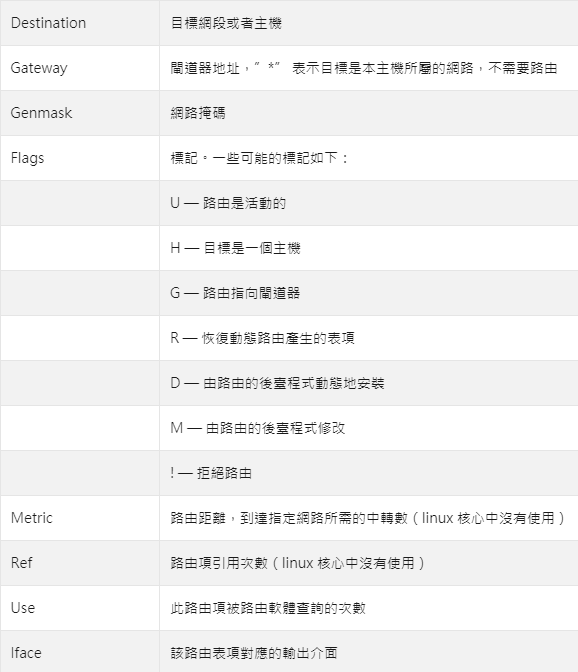 Destination 目標網段或者主機
Gateway 閘道器地址，”*” 表示目標是本主機所屬的網路，不需要路由
Genmask 網路掩碼
Flags 標記。一些可能的標記如下：
U — 路由是活動的
H — 目標是一個主機
G — 路由指向閘道器
R — 恢復動態路由產生的表項
D — 由路由的後臺程式動態地安裝
M — 由路由的後臺程式修改
! — 拒絕路由
Metric 路由距離，到達指定網路所需的中轉數（linux 核心中沒有使用）
Ref 路由項引用次數（linux 核心中沒有使用）
Use 此路由項被路由軟體查詢的次數
Iface 該路由表項對應的輸出介面